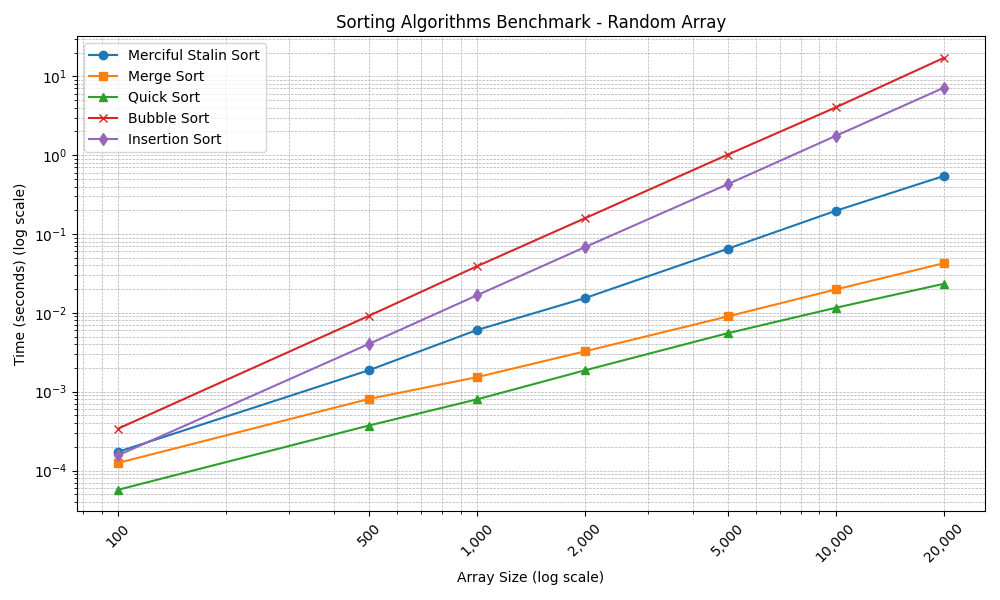 Sorting Algorithms Benchmark - Random Array
Merciful Stalin Sort
Merge Sort
Quick Sort
Bubble Sort
Insertion Sort
Time (seconds) (log scale)
10¹
10⁰
10⁻¹
10⁻²
10⁻³
10⁻⁴
100
500
1,000
2,000
5,000
10,000
20,000
Array Size (log scale)